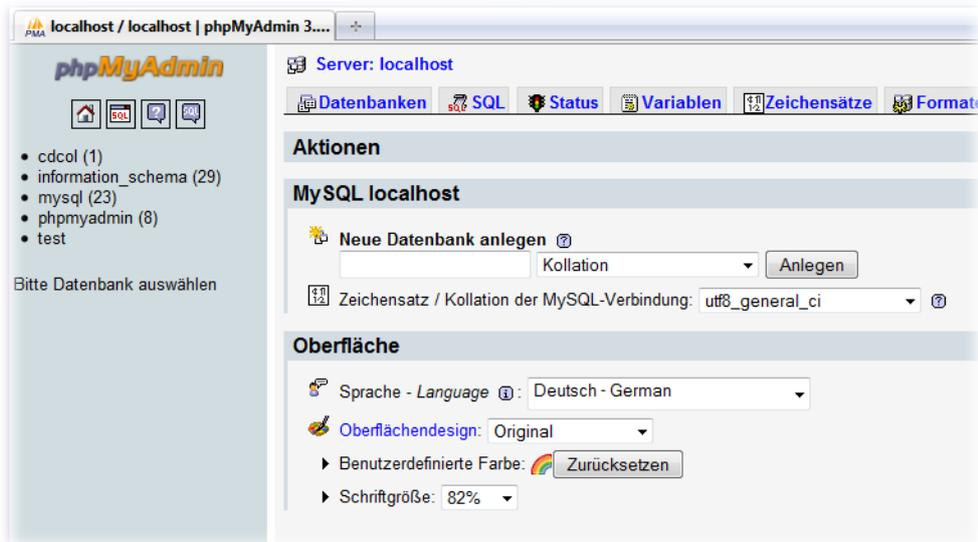 localhost / localhost | phpMyAdmin 3....
phpMyAdmin
SQL
cdcol (1)
information_schema (29)
mysql (23)
phpmyadmin (8)
test
Bitte Datenbank auswählen
Server: localhost
Datenbanken SQL Status Variablen Zeichensätze Formate
Aktionen
MySQL localhost
Neue Datenbank anlegen
Kollation Anlegen
Zeichensatz / Kollation der MySQL-Verbindung: utf8_general_ci
Oberfläche
Sprache - Language : Deutsch - German
Oberflächendesign: Original
Benutzerdefinierte Farbe: Zurücksetzen
Schriftgröße: 82%